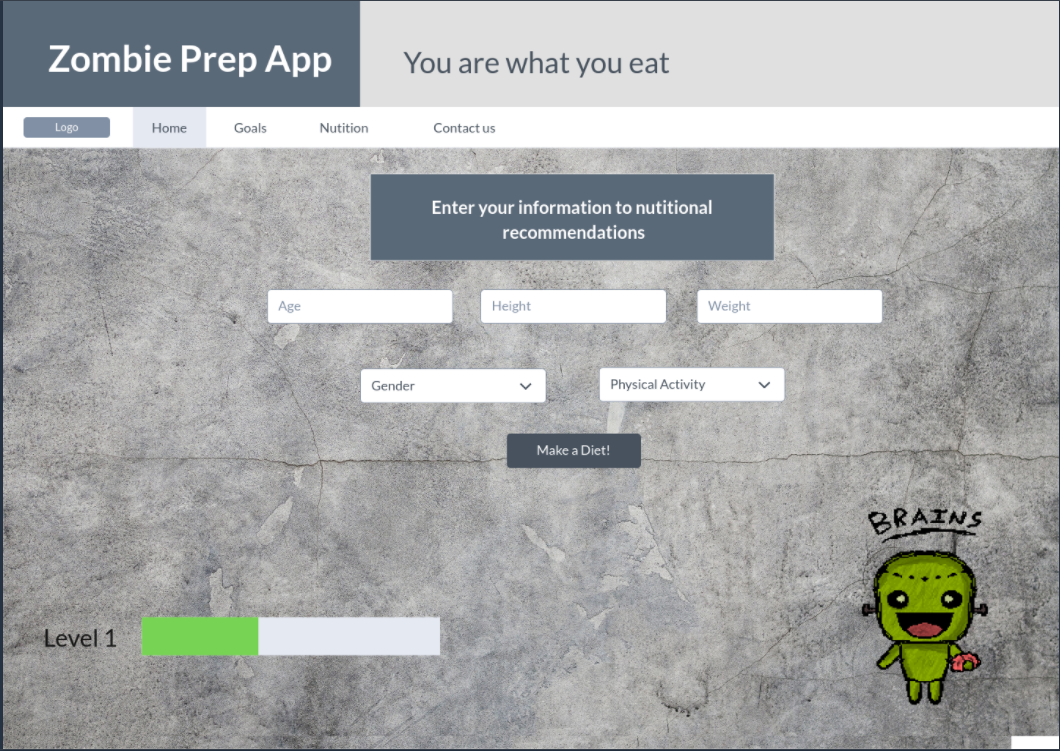 Zombie Prep App
You are what you eat
Logo
Home
Goals
Nutition
Contact us
Enter your information to nutitional
recommendations
Age
Height
Weight
Gender
Physical Activity
Make a Diet!
BRAINS
Level 1